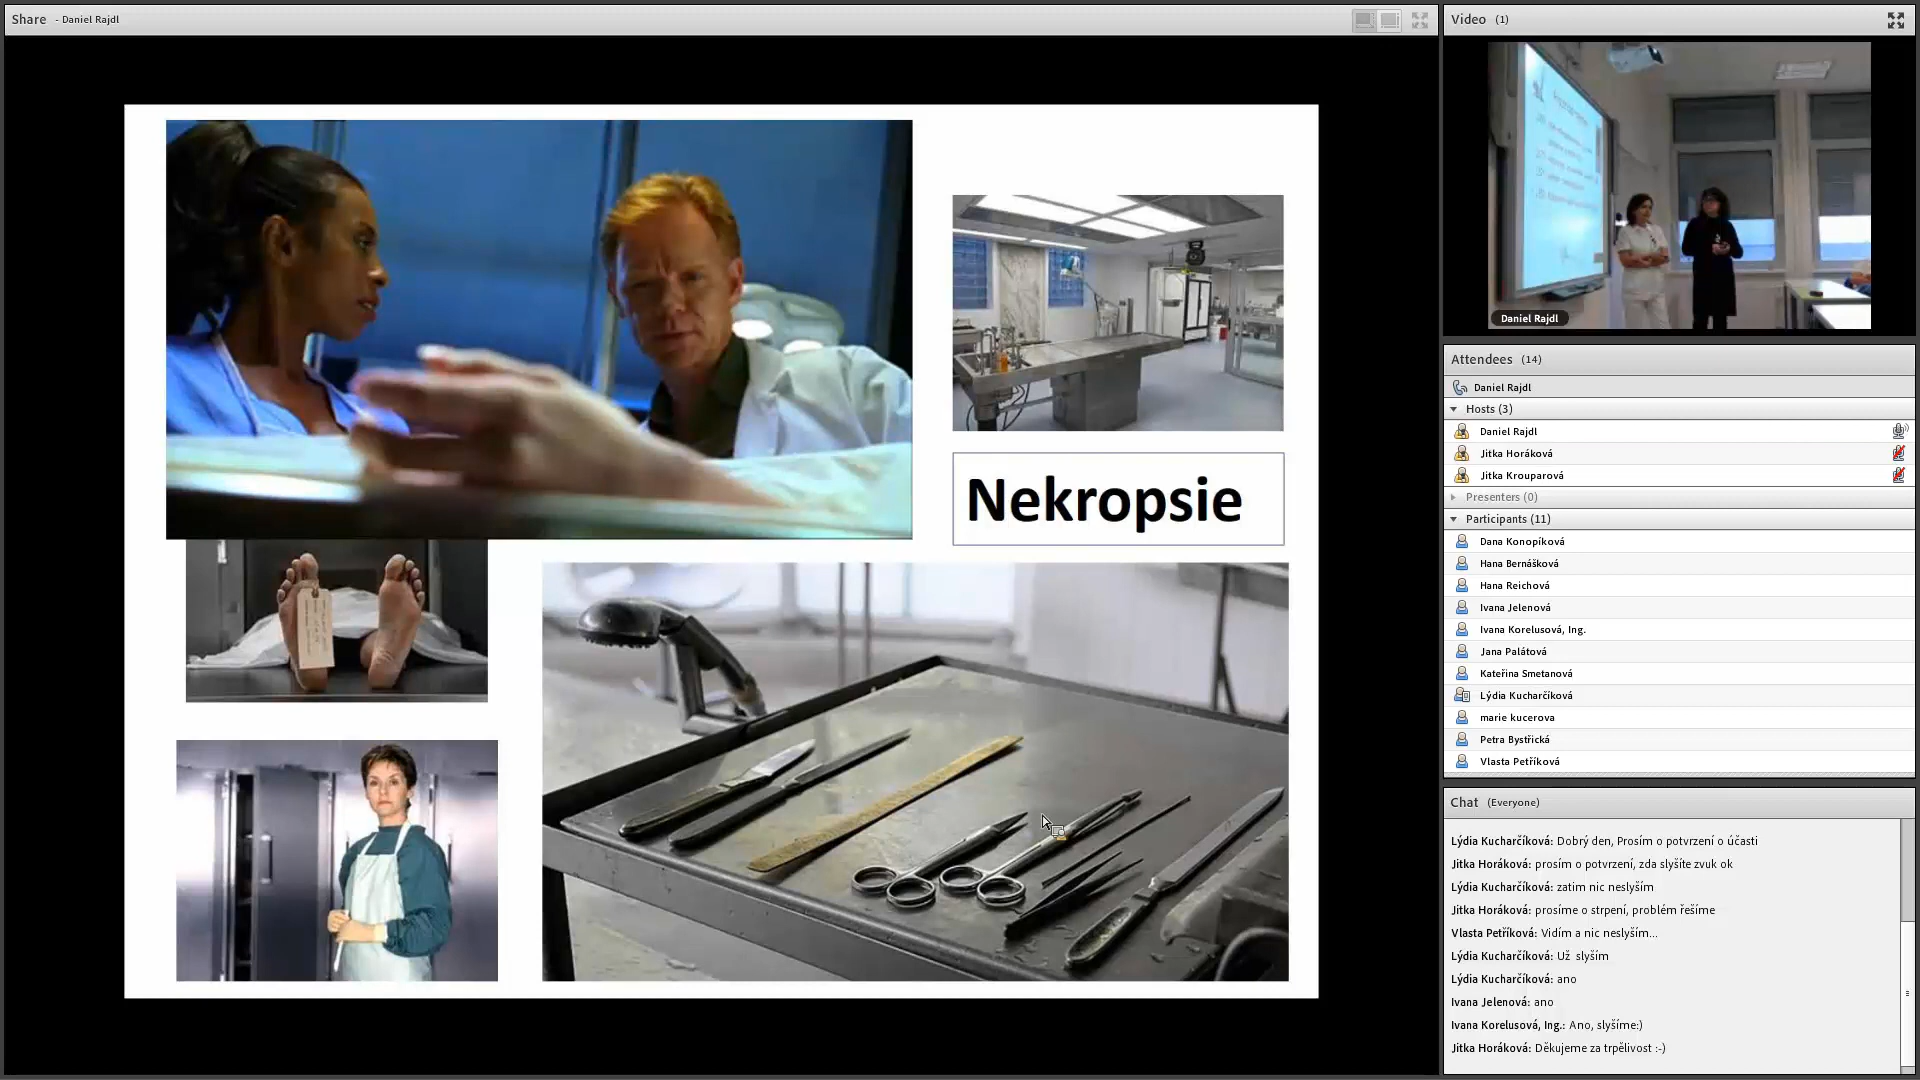 Share - Daniel Rajdl
Nekropsie
Video (1)
Daniel Rajdl
Attendees (14)
Daniel Rajdl
Hosts (3)
Daniel Rajdl
Jitka Horáková
Jitka Krouparová
Presenters (0)
Participants (11)
Dana Konopíková
Hana Bernášková
Hana Reichová
Ivana Jelenová
Ivana Korelusová, Ing.
Jana Palátová
Kateřina Smetanová
Lýdia Kucharčíková
marie kucerova
Petra Bystřická
Vlasta Petříková
Chat (Everyone)
Lýdia Kucharčíková: Dobrý den, Prosím o potvrzení o účasti
Jitka Horáková: prosím o potvrzení, zda slyšíte zvuk ok
Lýdia Kucharčíková: zatim nic neslyším
Jitka Horáková: prosíme o strpení, problém řešíme
Vlasta Petříková: Vidím a nic neslyším...
Lýdia Kucharčíková: Už slyším
Lýdia Kucharčíková: ano
Ivana Jelenová: ano
Ivana Korelusová, Ing.: Ano, slyšíme:)
Jitka Horáková: Děkujeme za trpělivost :-)